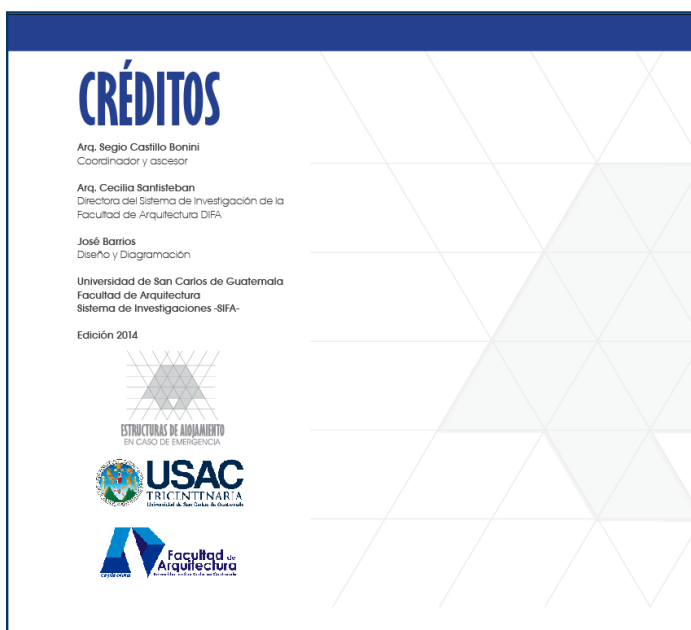 CRÉDITOS
Arq. Segio Castillo Bonini
Coordinador y ascesor
Arq. Cecilia Santisteban
Directora del Sistema de Investigación de la
Facultad de Arquitectura DIFA
José Barrios
Diseño y Diagramación
Universidad de San Carlos de Guatemala
Facultad de Arquitectura
Sistema de Investigaciones -SIFA-
Edición 2014
ESTRUCTURAS DE ALOJAMIENTO
EN CASO DE EMERGENCIA
USAC
TRICENTENARIA
Universidad de San Carlos de Guatemala
Facultad de
Arquitectura